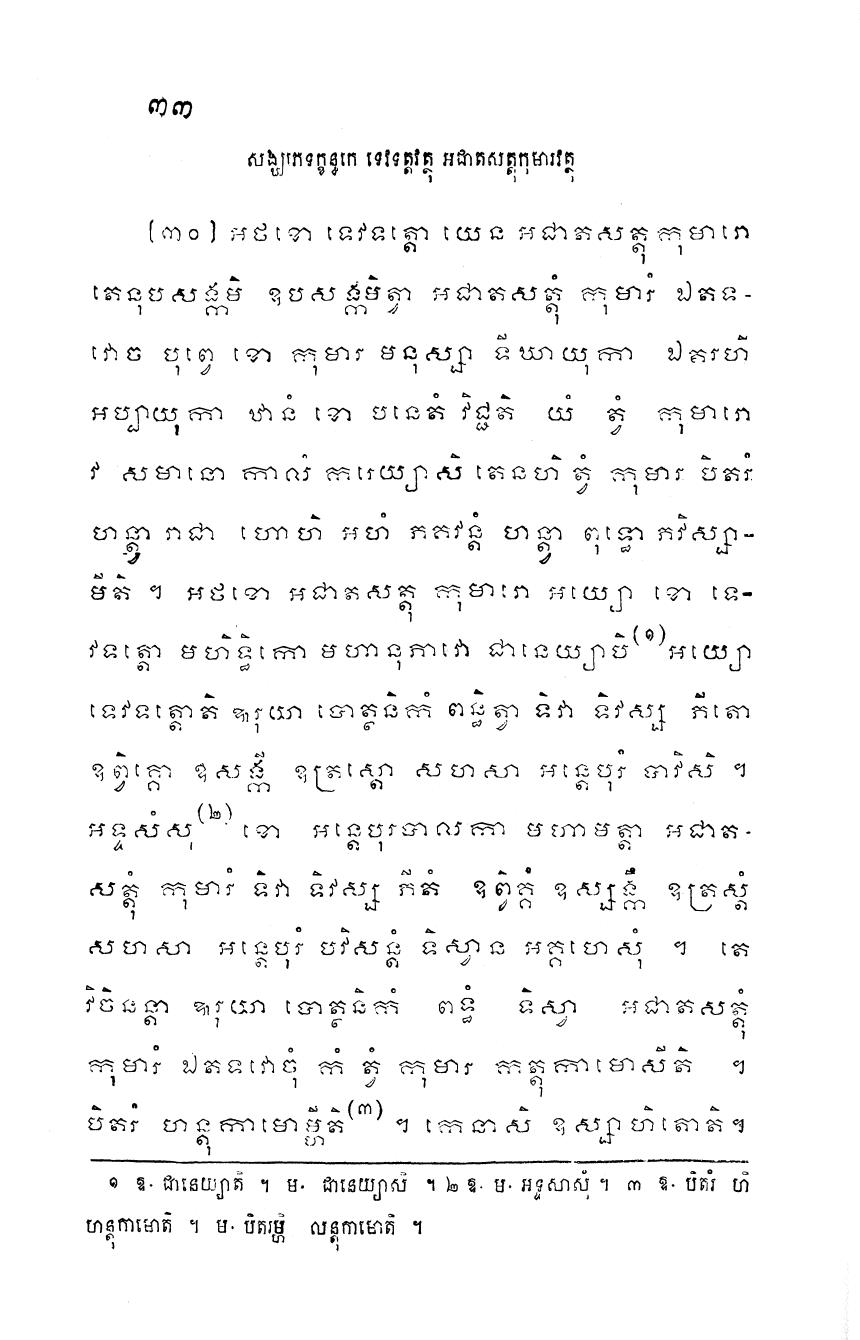 ៣៣
សង្ឃភេទក្ខន្ធកេ ទេវទត្តវត្ថុ អជាតសត្តុកុមារវត្ថុ
(៣០) អថខោ ទេវទត្តោ យេន អជាតសត្តុ កុមារោ
តេនុបសង្កមិ ឧបសង្កមិត្វា អជាតសត្តុំ កុមារំ ឯតទ-
វោច បុព្វេ ខោ កុមារ មនុស្សា ទីឃាយុកា ឯតរហិ
អប្បាយុកា ឋានំ ខោ បនេតំ វិជ្ជតិ យំ ត្វំ កុមារោ
វ សមានោ កាលំ ករេយ្យាសិ តេនហិ ត្វំ កុមារ បិតរំ
ហន្ត្វា រាជា ហោហិ អហំ ភគវន្តំ ហន្ត្វា ពុទ្ធោ ភវិស្សា-
មីតិ ។ អថខោ អជាតសត្តុ កុមារោ អយ្យោ ខោ ទេ-
វទត្តោ មហិទ្ធិកោ មហានុភាវោ ជានេយ្យាបិ(១)អយ្យោ
ទេវទត្តោតិ ឩរុយា បោត្ថនិកំ ពន្ធិត្វា ទិវា ទិវស្ស ភីតោ
ឧព្វិគ្គោ ឧសង្កី ឧត្រស្តោ សហសា អន្តេបុរំ បាវិសិ ។
អទ្ទសំសុ(២) ខោ អន្តេបុរបាលកា មហាមត្តា អជាត-
សត្តុំ កុមារំ ទិវា ទិវស្ស ភីតំ ឧព្វិគ្គំ ឧស្សង្កឹ ឧត្រស្តំ
សហសា អន្តេបុរំ បវិសន្តំ ទិស្វាន អគ្គហេសុំ ។ តេ
វិចិនន្តា ឩរុយា បោត្ថនិកំ ពទ្ធំ ទិស្វា អជាតសត្តុំ
កុមារំ ឯតទវោចុំ កំ ត្វំ កុមារ កត្តុកាមោសីតិ ។
បិតរំ ហន្តុកាមោម្ហីតិ(៣) ។ កេនាសិ ឧស្សាហិតោតិ។
១ ឱ. ជានេយ្យាតិ ។ ម. ជានេយ្យាសិ ។ ២ ឱ. ម. អទ្ទសាសុំ ។ ៣ ឱ. បិតរំ ហិ
ហន្តុកាមោតិ ។ ម. បិតរម្ហិ ហន្តុកាមោតិ ។